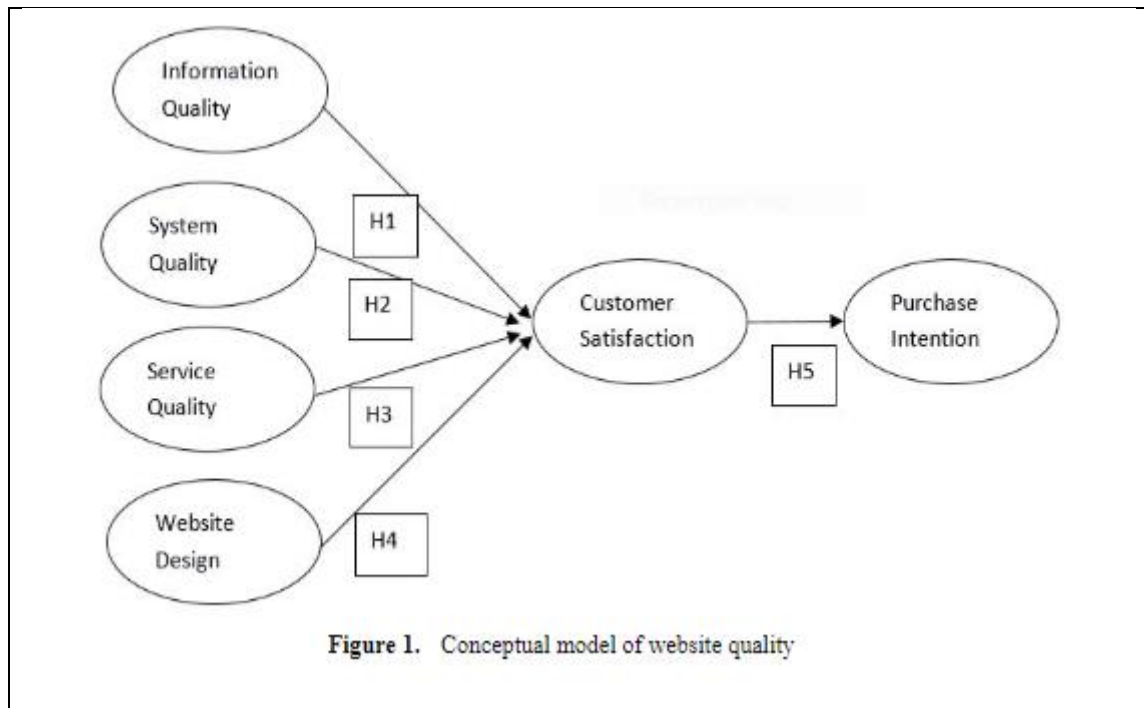 Information
Quality
H1
System
Quality
H2
Service
Quality
H3
Website
Design
H4
Customer
Satisfaction
H5
Purchase
Intention
Figure 1. Conceptual model of website quality